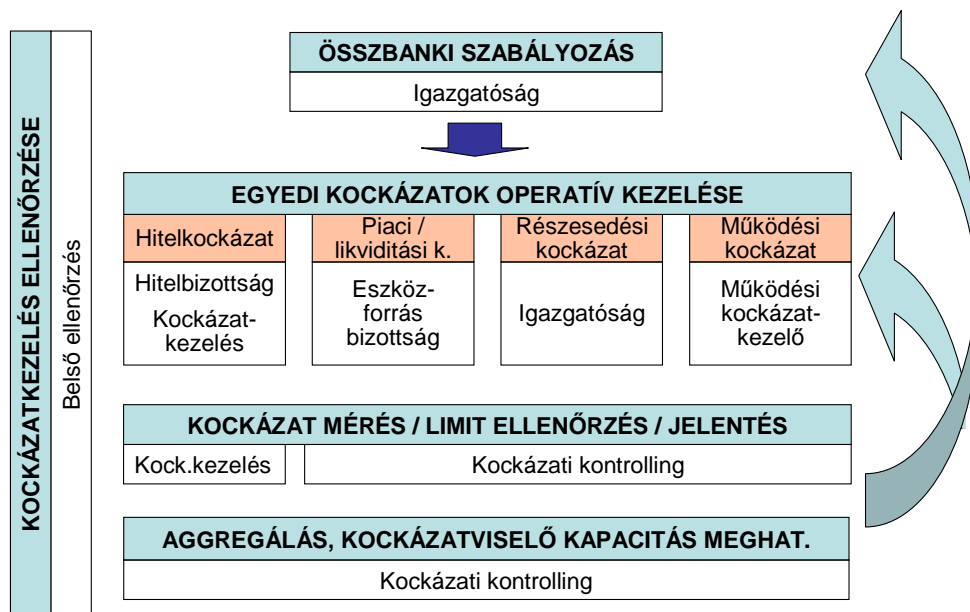 KOCKÁZATKEZELÉS ELLENŐRZÉSE
Belső ellenőrzés
ÖSSZBANKI SZABÁLYOZÁS
Igazgatóság
EGYEDI KOCKÁZATOK OPERATÍV KEZELÉSE
Hitelkockázat
Hitelbizottság
Kockázat-
kezelés
Piaci /
likviditási k.
Eszköz-
forrás
bizottság
Részesedési
kockázat
Igazgatóság
Működési
kockázat
Működési
kockázat-
kezelő
KOCKÁZAT MÉRÉS / LIMIT ELLENŐRZÉS / JELENTÉS
Kock.kezelés
Kockázati kontrolling
AGGREGÁLÁS, KOCKÁZATVISELŐ KAPACITÁS MEGHAT.
Kockázati kontrolling